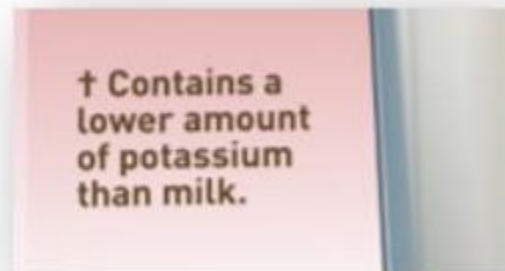 † Contains a
lower amount
of potassium
than milk.